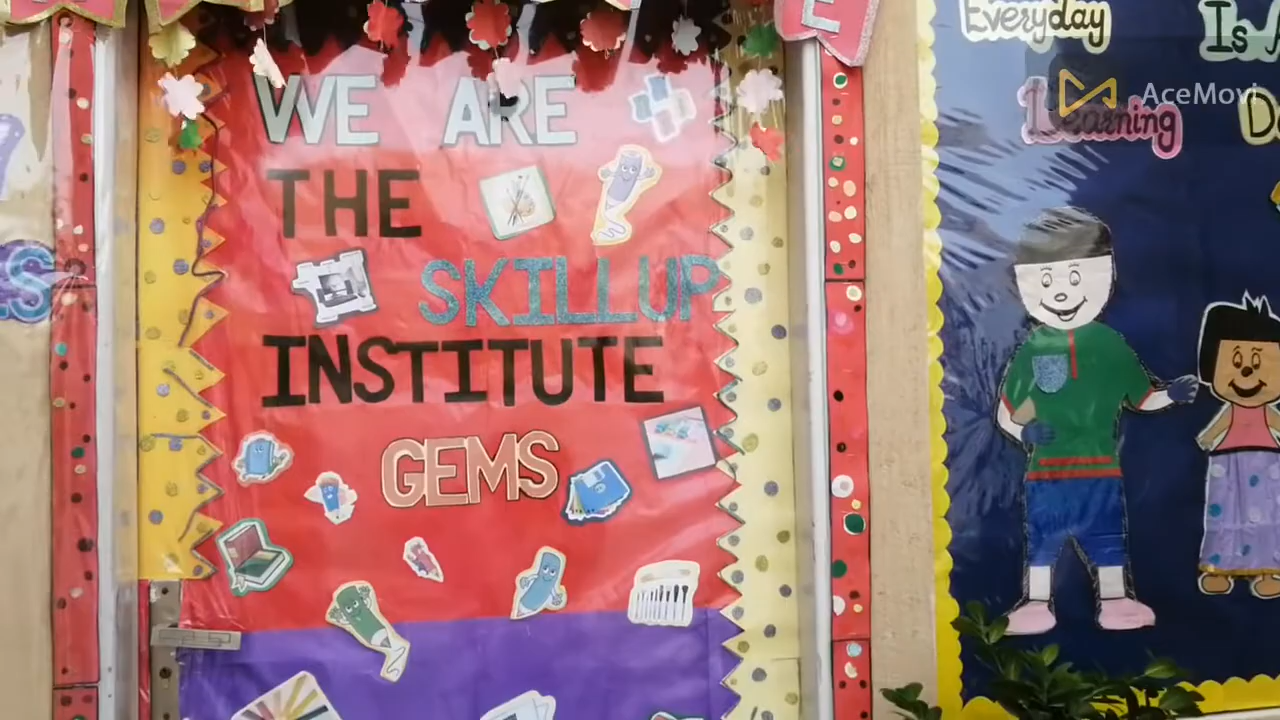 WE ARE
THE
SKILLUP
INSTITUTE
GEMS
Everyday Is
Learning
AceMovi